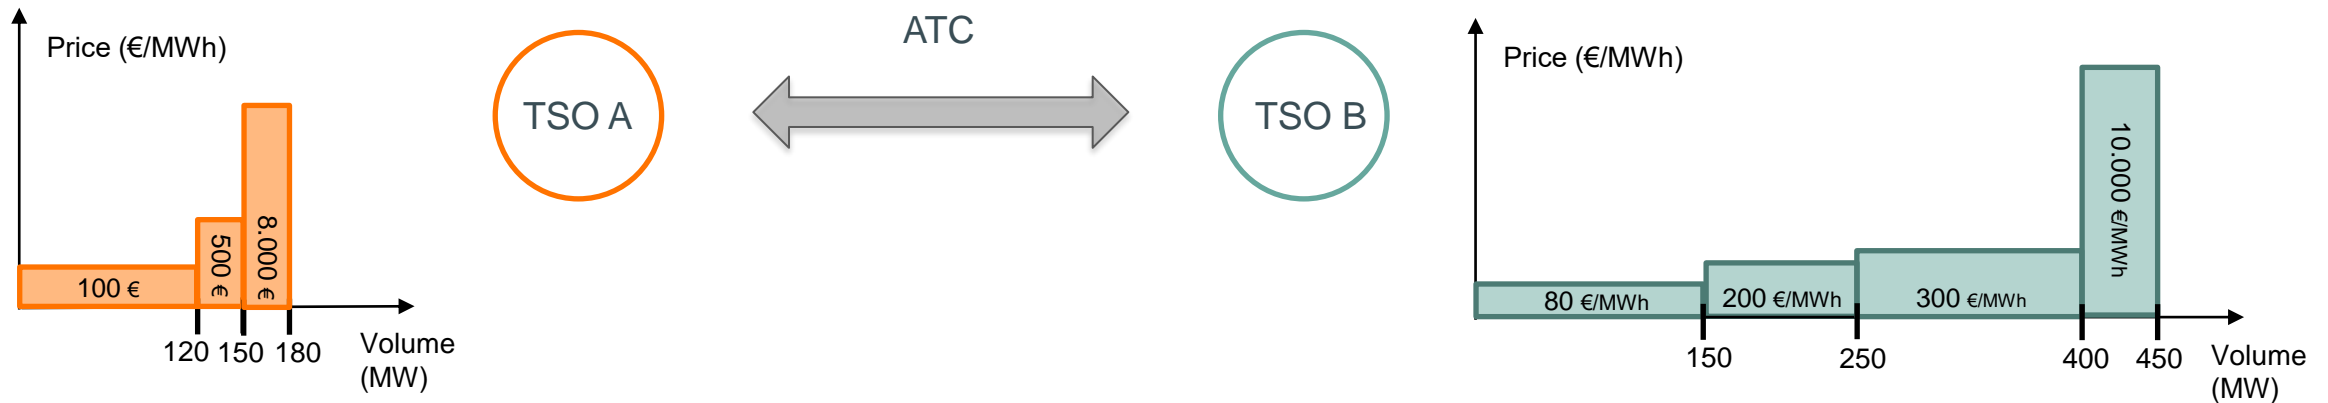 Price (€/MWh)
100 €
500 €
8.000 €
120 150 180
Volume
(MW)
TSO A
ATC
TSO B
Price (€/MWh)
80 €/MWh
200 €/MWh
300 €/MWh
10.000 €/MWh
150
250
400
450
Volume
(MW)